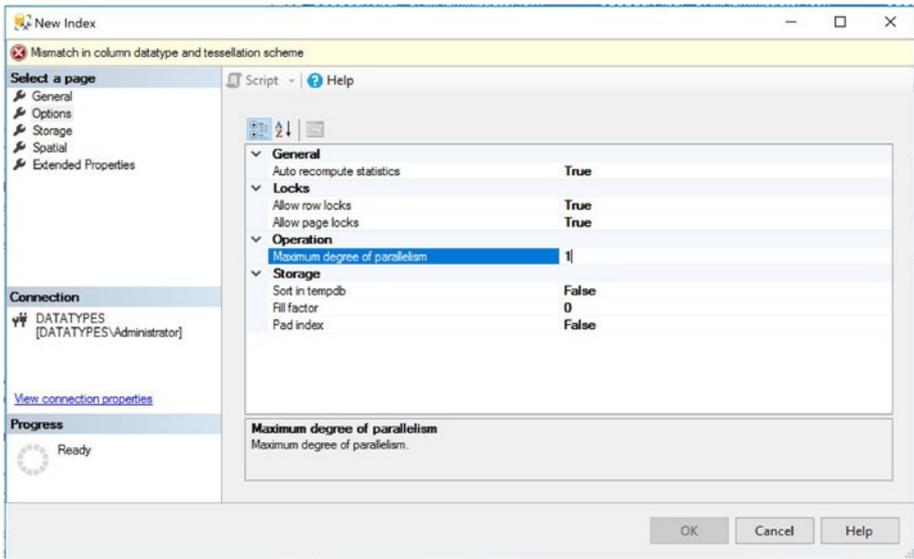 New Index
Mismatch in column datatype and tessellation scheme
Select a page
General
Options
Storage
Spatial
Extended Properties
Connection
DATATYPES
[DATATYPES\Administrator]
View connection properties
Progress
Ready
Script
Help
General
Auto recompute statistics True
Locks
Allow row locks True
Allow page locks True
Operation
Maximum degree of parallelism 1
Storage
Sort in tempdb False
Fill factor 0
Pad index False
Maximum degree of parallelism
Maximum degree of parallelism.
OK Cancel Help